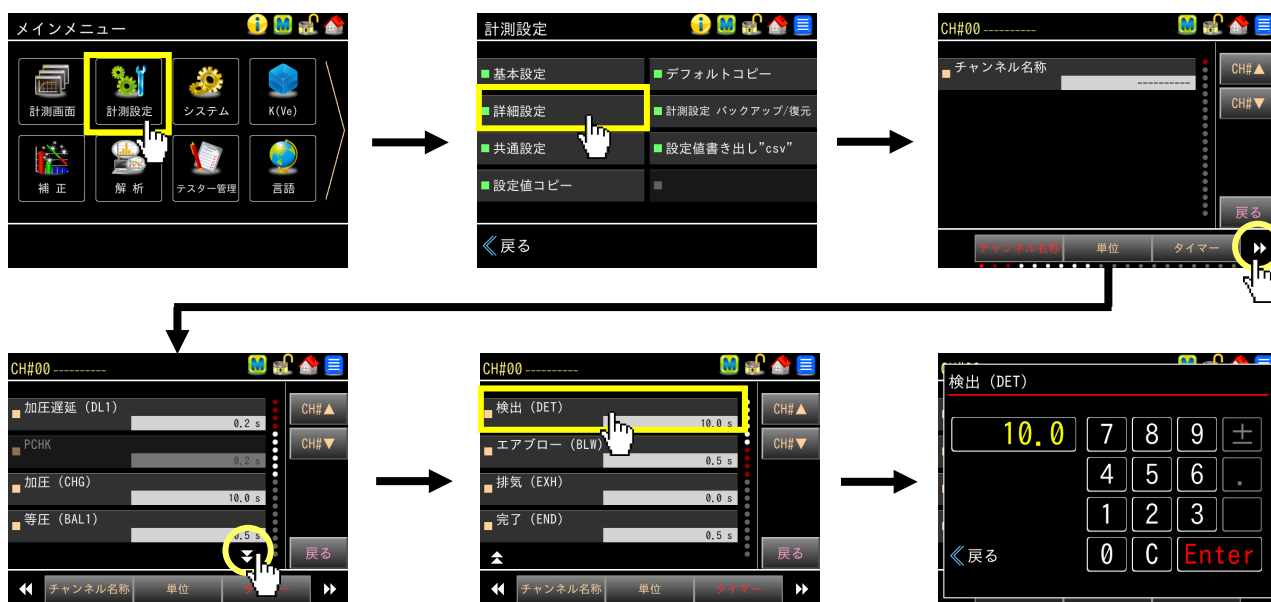 メインメニュー
計測画面
計測設定
システム
K(Ve)
補 正
解 析
テスター管理
言語
計測設定
基本設定
デフォルトコピー
詳細設定
計測設定 バックアップ/復元
共通設定
設定値書き出し"csv"
設定値コピー
戻る
CH#00 ----------
チャンネル名称
----------
CH#▲
CH#▼
戻る
チャンネル名称 単位 タイマー
CH#00 ----------
加圧遅延 (DL1)
0.2 s
PCHK
0.2 s
加圧 (CHG)
10.0 s
等圧 (BAL1)
0.5 s
CH#▲
CH#▼
戻る
チャンネル名称 単位
CH#00 ----------
検出 (DET)
10.0 s
エアブロー (BLW)
0.5 s
排気 (EXH)
0.0 s
完了 (END)
0.5 s
CH#▲
CH#▼
戻る
チャンネル名称 単位 タイマー
検出 (DET)
10.0
7 8 9 ±
4 5 6 .
1 2 3
0 C Enter
戻る